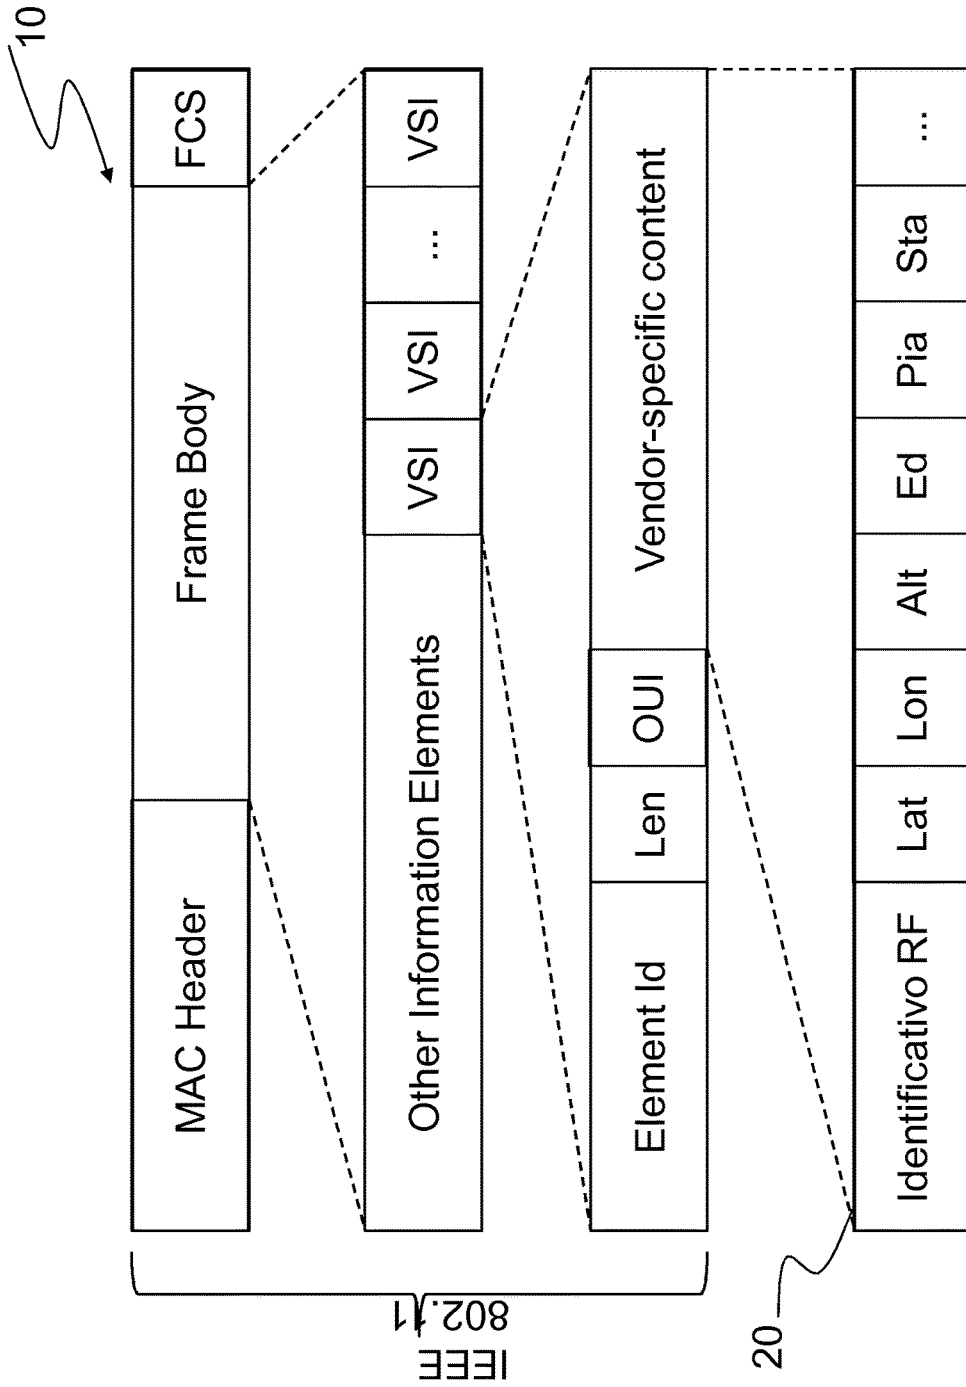 10
MAC Header Frame Body FCS
Other Information Elements VSI VSI ... VSI
IEEE
802.11
Element Id Len OUI Vendor-specific content
20
Identificativo RF Lat Lon Alt Ed Pia Sta ...